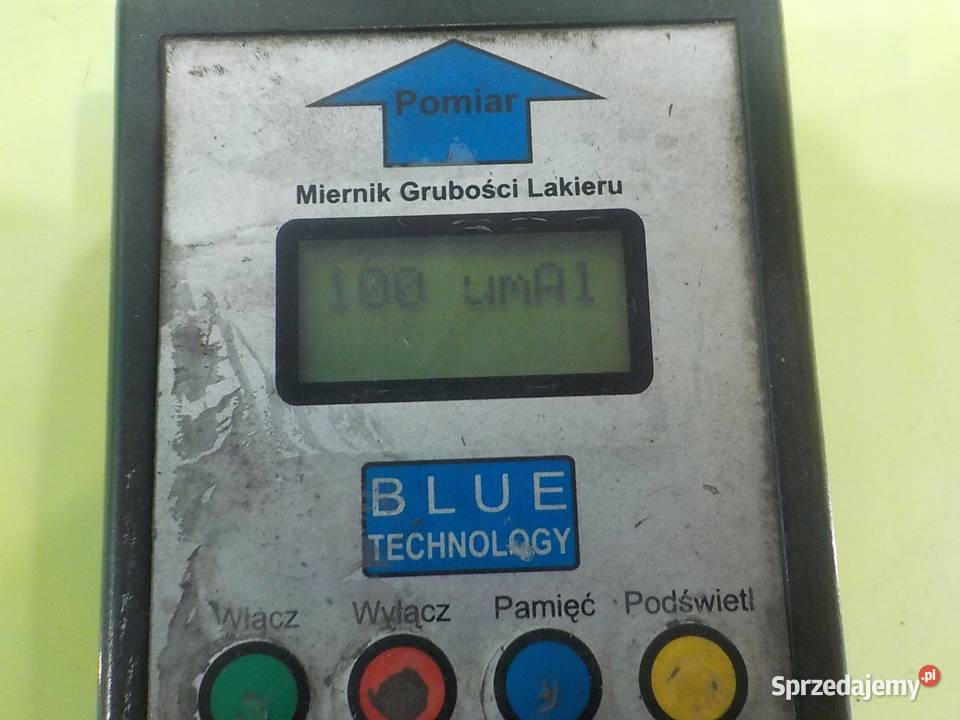 Pomiar
Miernik Grubości Lakieru
100 umAl
BLUE
TECHNOLOGY
Włącz Wyłącz Pamięć Podświetl
Sprzedajemy.pl